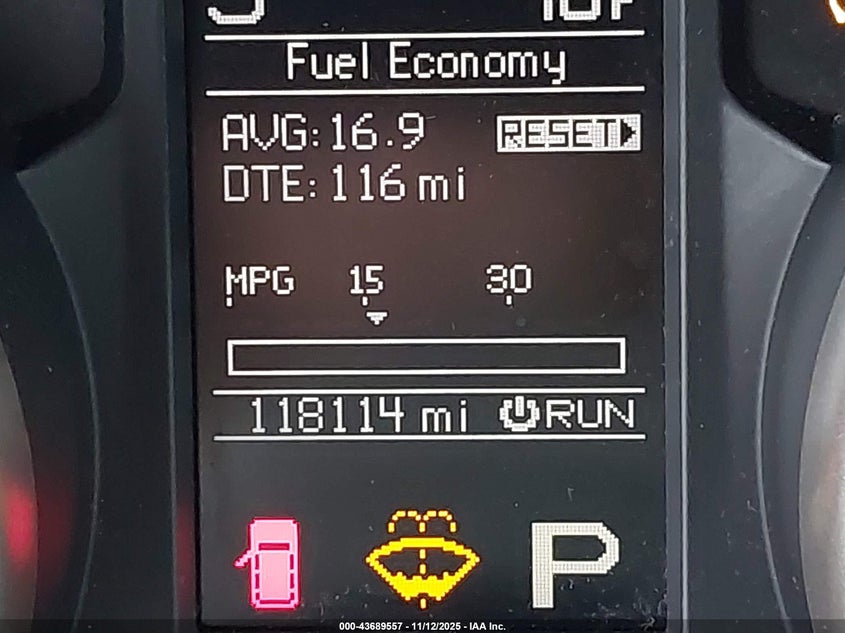 Fuel Economy
AVG: 16.9 RESET
DTE: 116 mi
MPG 15 30
118114 mi RUN
P
000-43689557 - 11/12/2025 - IAA Inc.